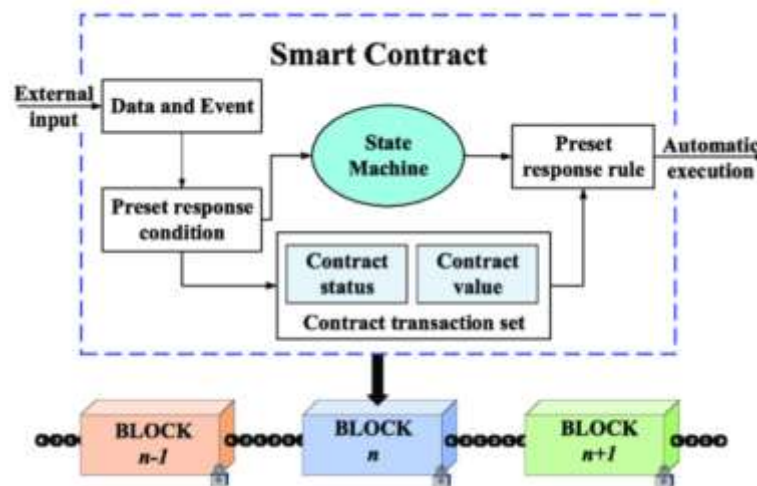 Smart Contract
External
input
Data and Event
State
Machine
Preset
response rule
Automatic
execution
Preset response
condition
Contract
status
Contract
value
Contract transaction set
BLOCK
n-1
BLOCK
n
BLOCK
n+1